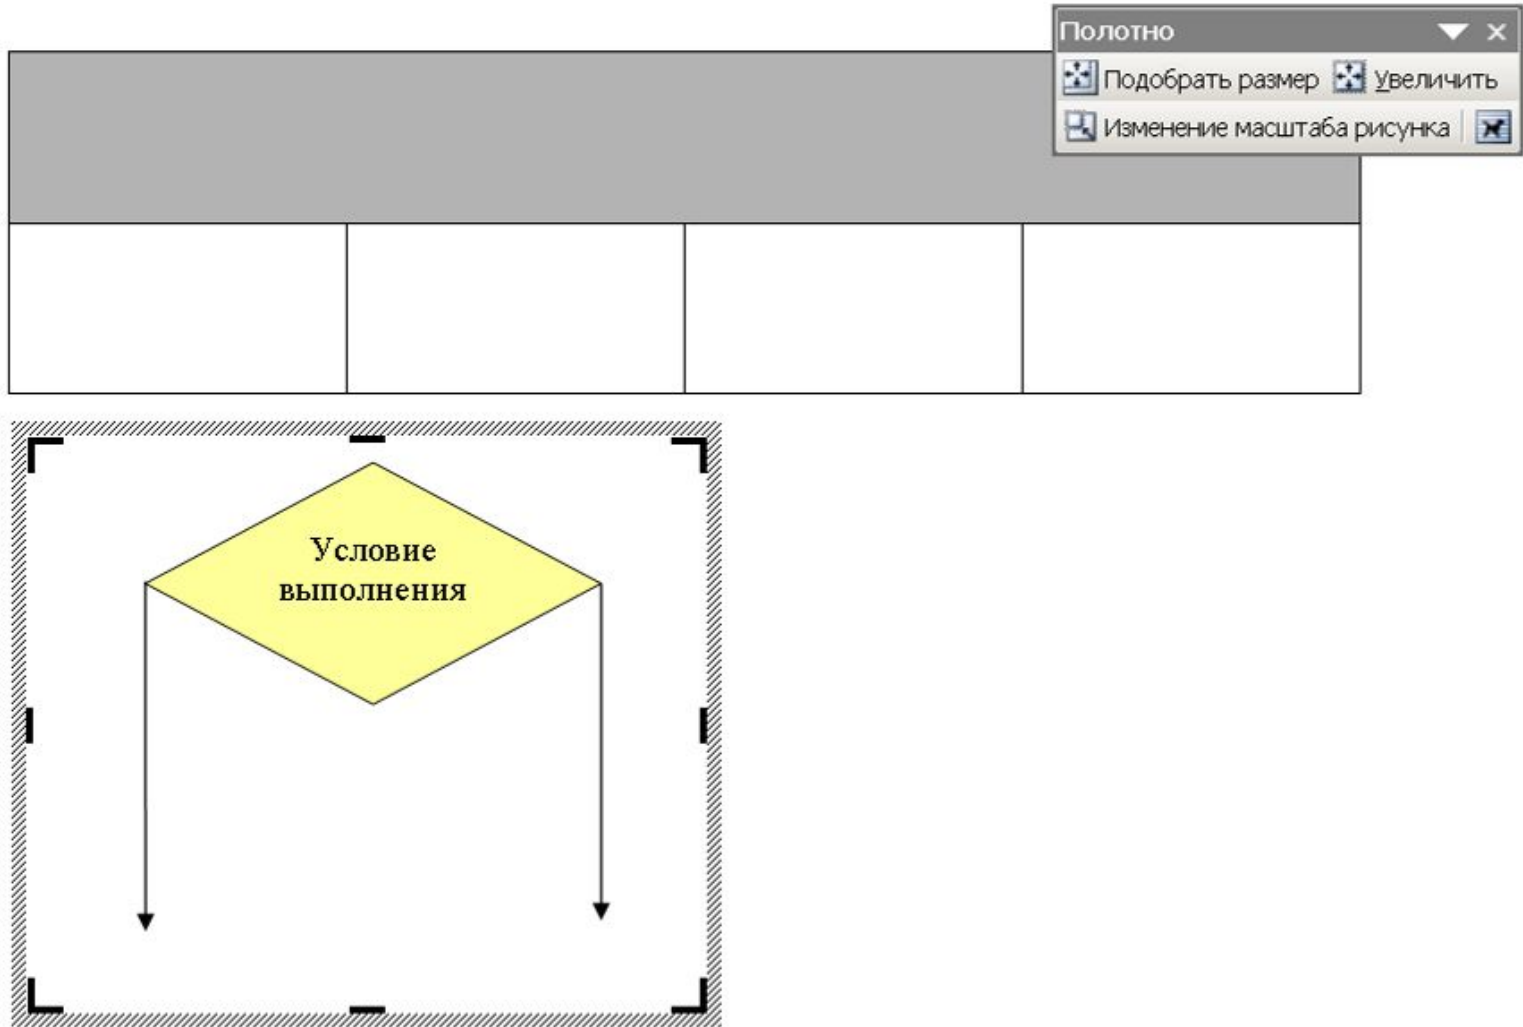 Полотно
Подобрать размер Увеличить
Изменение масштаба рисунка
Условие
выполнения